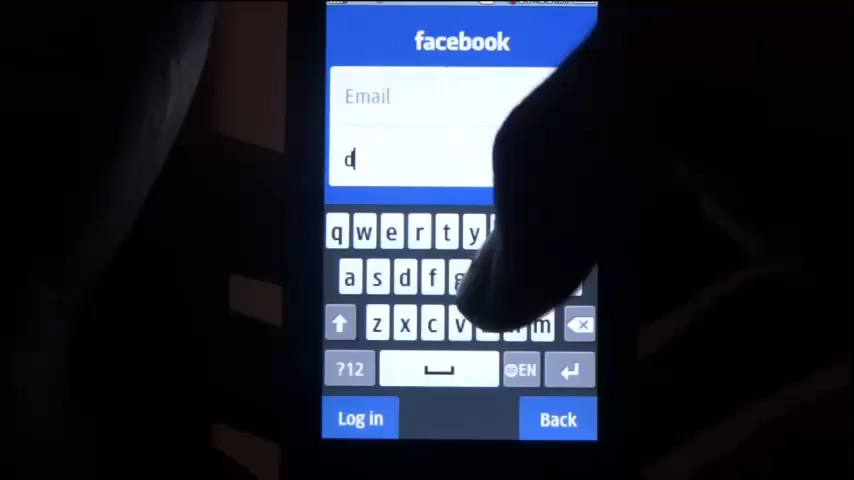 facebook
Email
d
q w e r t y
a s d f g
z x c v m
?12 EN
Log in Back